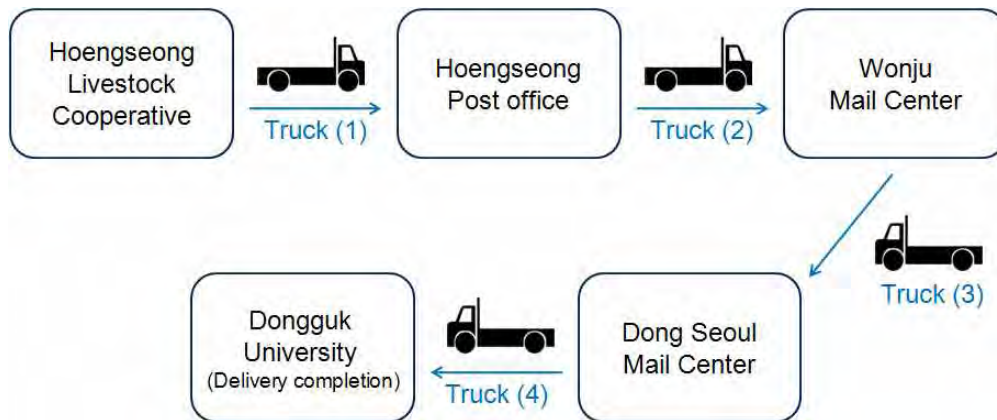 Hoengseong
Livestock
Cooperative
Truck (1)
Hoengseong
Post office
Truck (2)
Wonju
Mail Center
Truck (3)
Dong Seoul
Mail Center
Truck (4)
Dongguk
University
(Delivery completion)